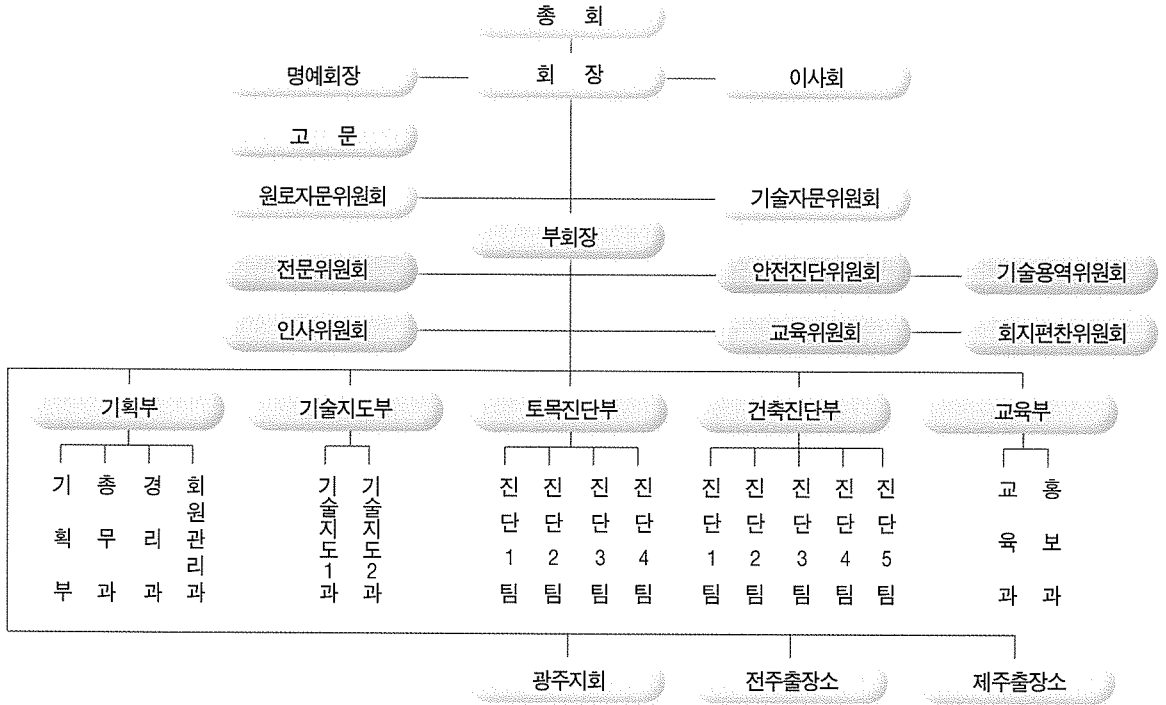 총 회
명예회장 회 장 이사회
고 문
원로자문위원회 기술자문위원회
부회장
전문위원회 안전진단위원회 기술용역위원회
인사위원회 교육위원회 회지편찬위원회
기획부 기술지도부 토목진단부 건축진단부 교육부
기획부
총무과
경리과
회원관리과
기술지도1과
기술지도2과
진단1팀
진단2팀
진단3팀
진단4팀
진단1팀
진단2팀
진단3팀
진단4팀
진단5팀
교육과
홍보과
광주지회 전주출장소 제주출장소